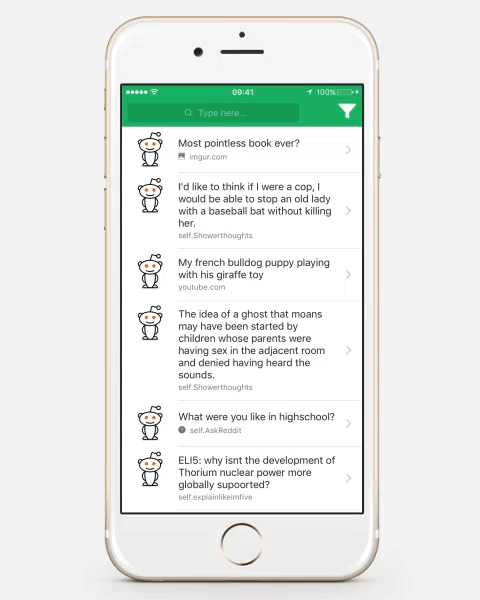 09:41
100%
Type here...
Most pointless book ever?
imgur.com
I'd like to think if I were a cop, I
would be able to stop an old lady
with a baseball bat without killing
her.
self.Showerthoughts
My french bulldog puppy playing
with his giraffe toy
youtube.com
The idea of a ghost that moans
may have been started by
children whose parents were
having sex in the adjacent room
and denied having heard the
sounds.
self.Showerthoughts
What were you like in highschool?
self.AskReddit
ELI5: why isnt the development of
Thorium nuclear power more
globally supoorted?
self.explainlikeimfive